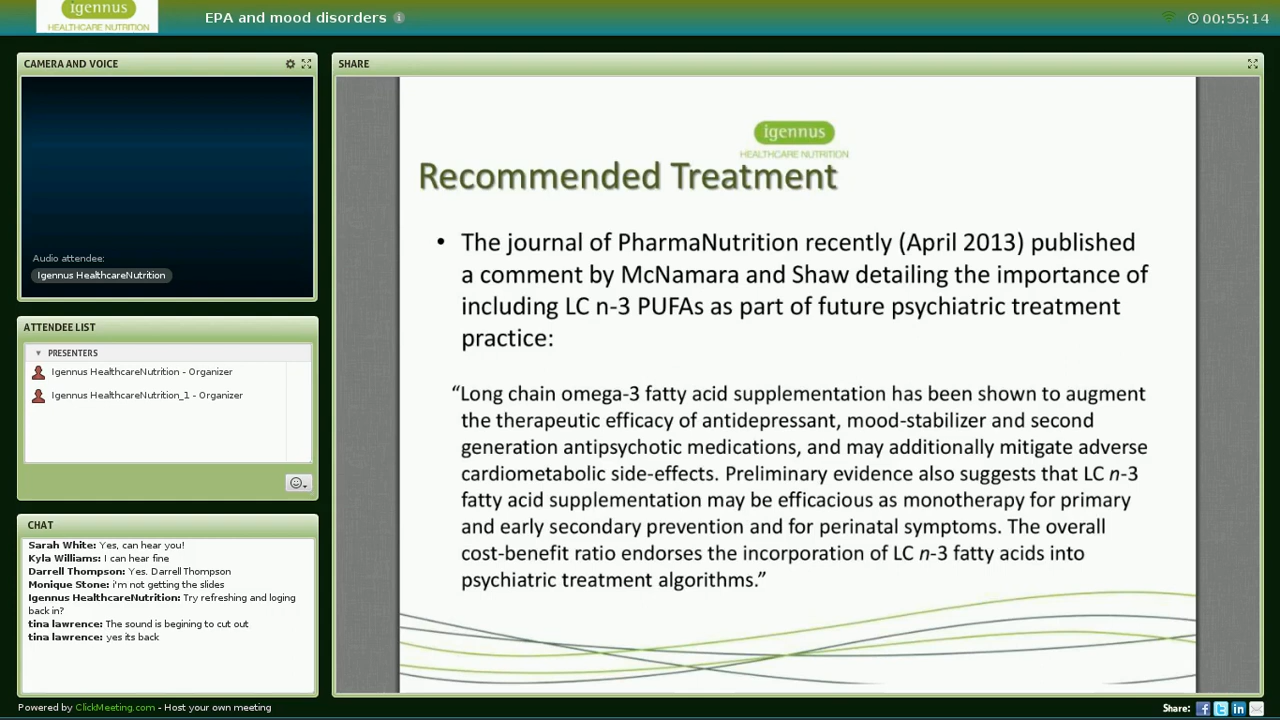 igennus
HEALTHCARE NUTRITION
EPA and mood disorders
00:55:14
CAMERA AND VOICE
Audio attendee:
Igennus HealthcareNutrition
ATTENDEE LIST
PRESENTERS
Igennus HealthcareNutrition - Organizer
Igennus HealthcareNutrition_1 - Organizer
CHAT
Sarah White: Yes, can hear you!
Kyla Williams: I can hear fine
Darrell Thompson: Yes. Darrell Thompson
Monique Stone: i'm not getting the slides
Igennus HealthcareNutrition: Try refreshing and loging
back in?
tina lawrence: The sound is begining to cut out
tina lawrence: yes its back
SHARE
igennus
HEALTHCARE NUTRITION
Recommended Treatment
• The journal of PharmaNutrition recently (April 2013) published
a comment by McNamara and Shaw detailing the importance of
including LC n-3 PUFAs as part of future psychiatric treatment
practice:
“Long chain omega-3 fatty acid supplementation has been shown to augment
the therapeutic efficacy of antidepressant, mood-stabilizer and second
generation antipsychotic medications, and may additionally mitigate adverse
cardiometabolic side-effects. Preliminary evidence also suggests that LC n-3
fatty acid supplementation may be efficacious as monotherapy for primary
and early secondary prevention and for perinatal symptoms. The overall
cost-benefit ratio endorses the incorporation of LC n-3 fatty acids into
psychiatric treatment algorithms.”
Powered by ClickMeeting.com - Host your own meeting
Share: